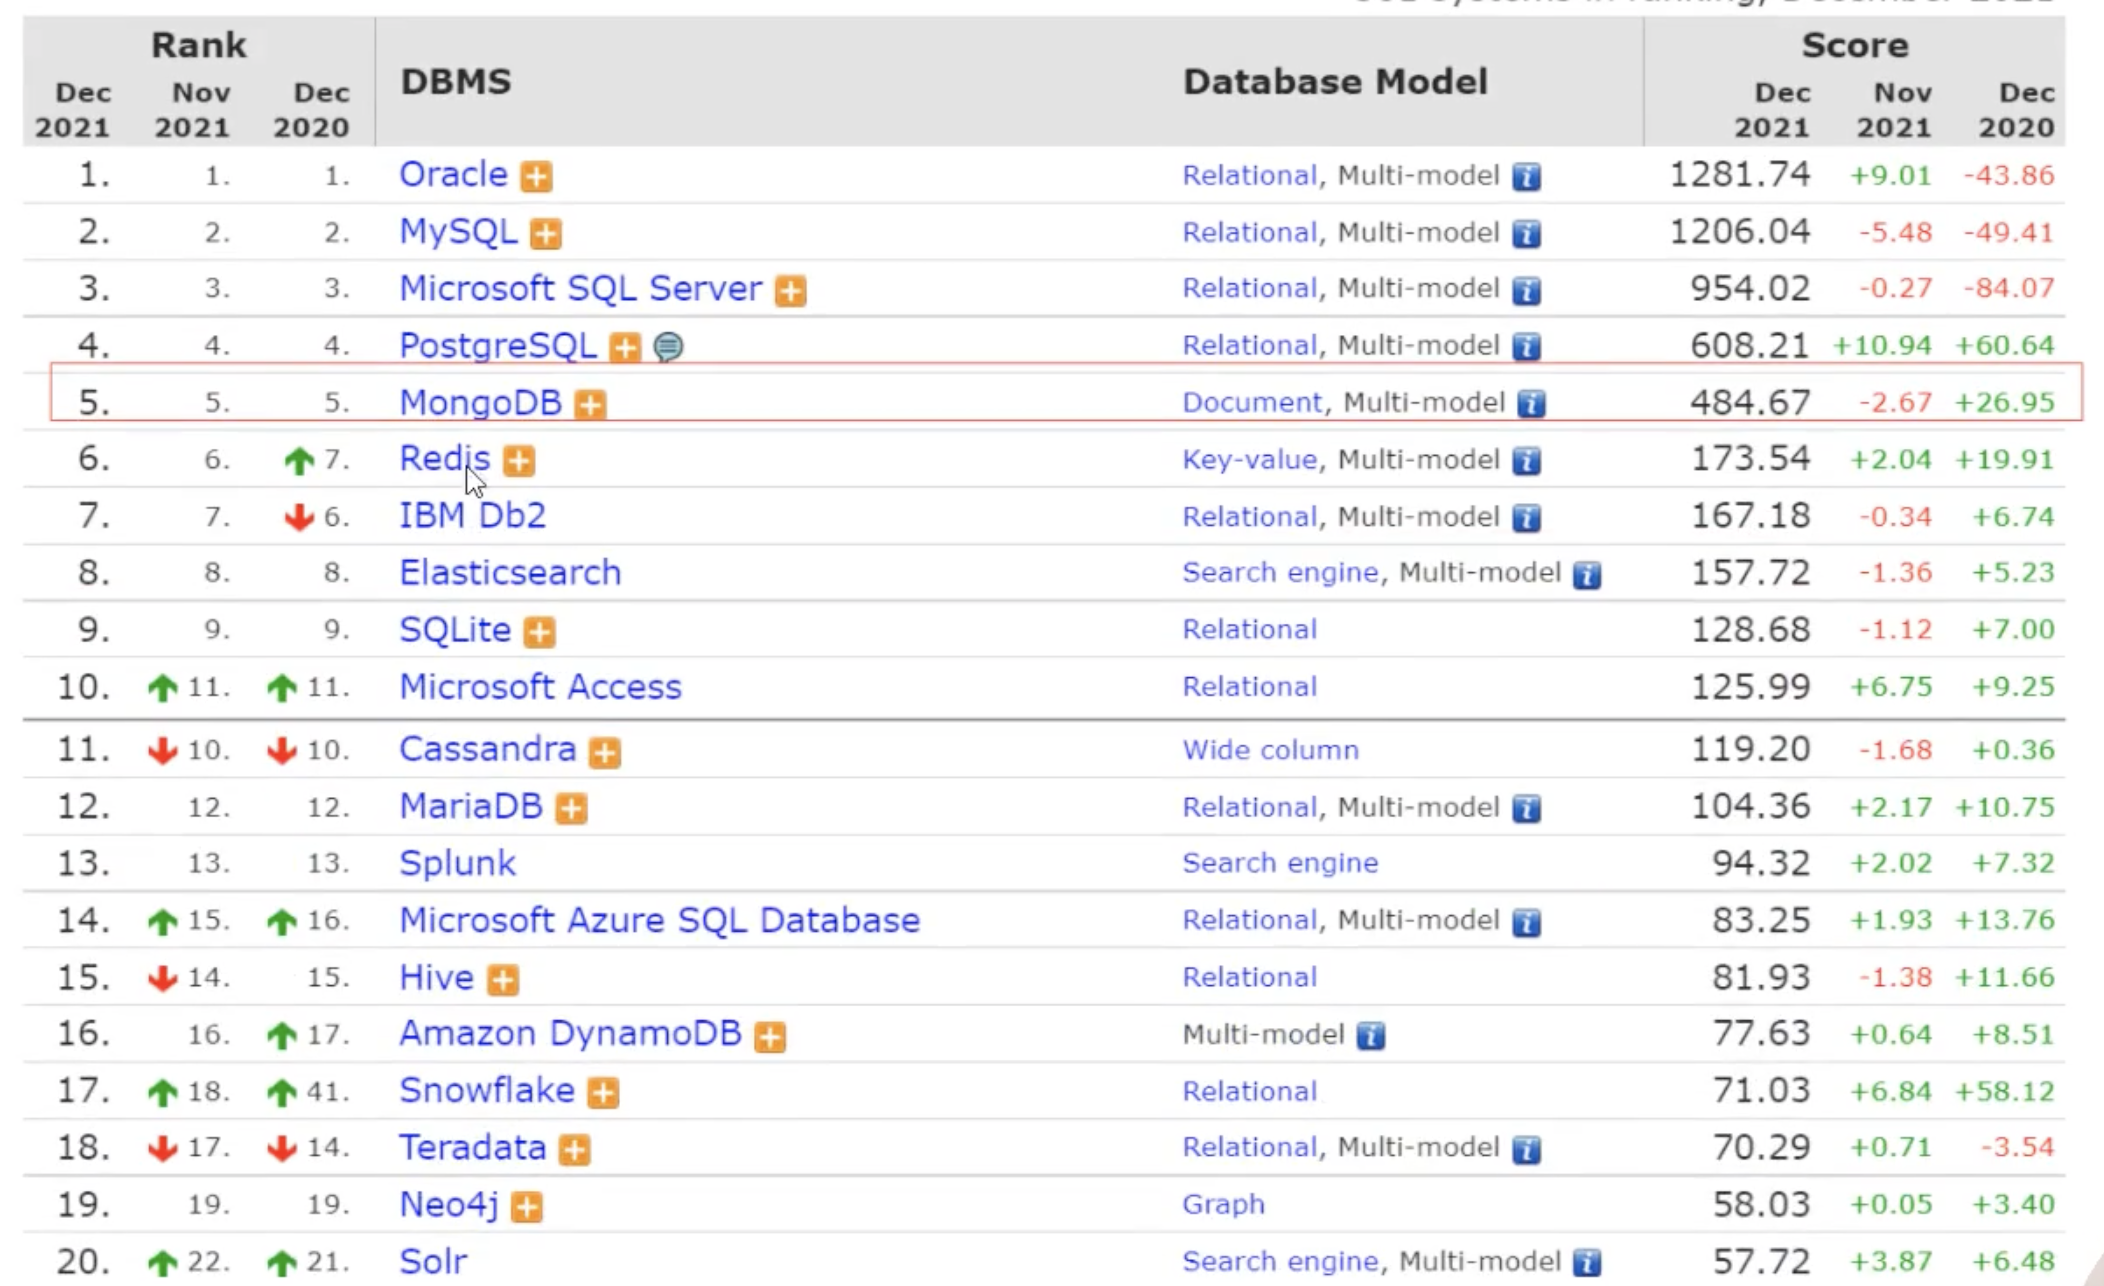 Rank DBMS Database Model Score
Dec 2021 Nov 2021 Dec 2020 Dec 2021 Nov 2021 Dec 2020
1. 1. 1. Oracle Relational, Multi-model 1281.74 +9.01 -43.86
2. 2. 2. MySQL Relational, Multi-model 1206.04 -5.48 -49.41
3. 3. 3. Microsoft SQL Server Relational, Multi-model 954.02 -0.27 -84.07
4. 4. 4. PostgreSQL Relational, Multi-model 608.21 +10.94 +60.64
5. 5. 5. MongoDB Document, Multi-model 484.67 -2.67 +26.95
6. 6. 7. Redis Key-value, Multi-model 173.54 +2.04 +19.91
7. 7. 6. IBM Db2 Relational, Multi-model 167.18 -0.34 +6.74
8. 8. 8. Elasticsearch Search engine, Multi-model 157.72 -1.36 +5.23
9. 9. 9. SQLite Relational 128.68 -1.12 +7.00
10. 11. 11. Microsoft Access Relational 125.99 +6.75 +9.25
11. 10. 10. Cassandra Wide column 119.20 -1.68 +0.36
12. 12. 12. MariaDB Relational, Multi-model 104.36 +2.17 +10.75
13. 13. 13. Splunk Search engine 94.32 +2.02 +7.32
14. 15. 16. Microsoft Azure SQL Database Relational, Multi-model 83.25 +1.93 +13.76
15. 14. 15. Hive Relational 81.93 -1.38 +11.66
16. 16. 17. Amazon DynamoDB Multi-model 77.63 +0.64 +8.51
17. 18. 41. Snowflake Relational 71.03 +6.84 +58.12
18. 17. 14. Teradata Relational, Multi-model 70.29 +0.71 -3.54
19. 19. 19. Neo4j Graph 58.03 +0.05 +3.40
20. 22. 21. Solr Search engine, Multi-model 57.72 +3.87 +6.48